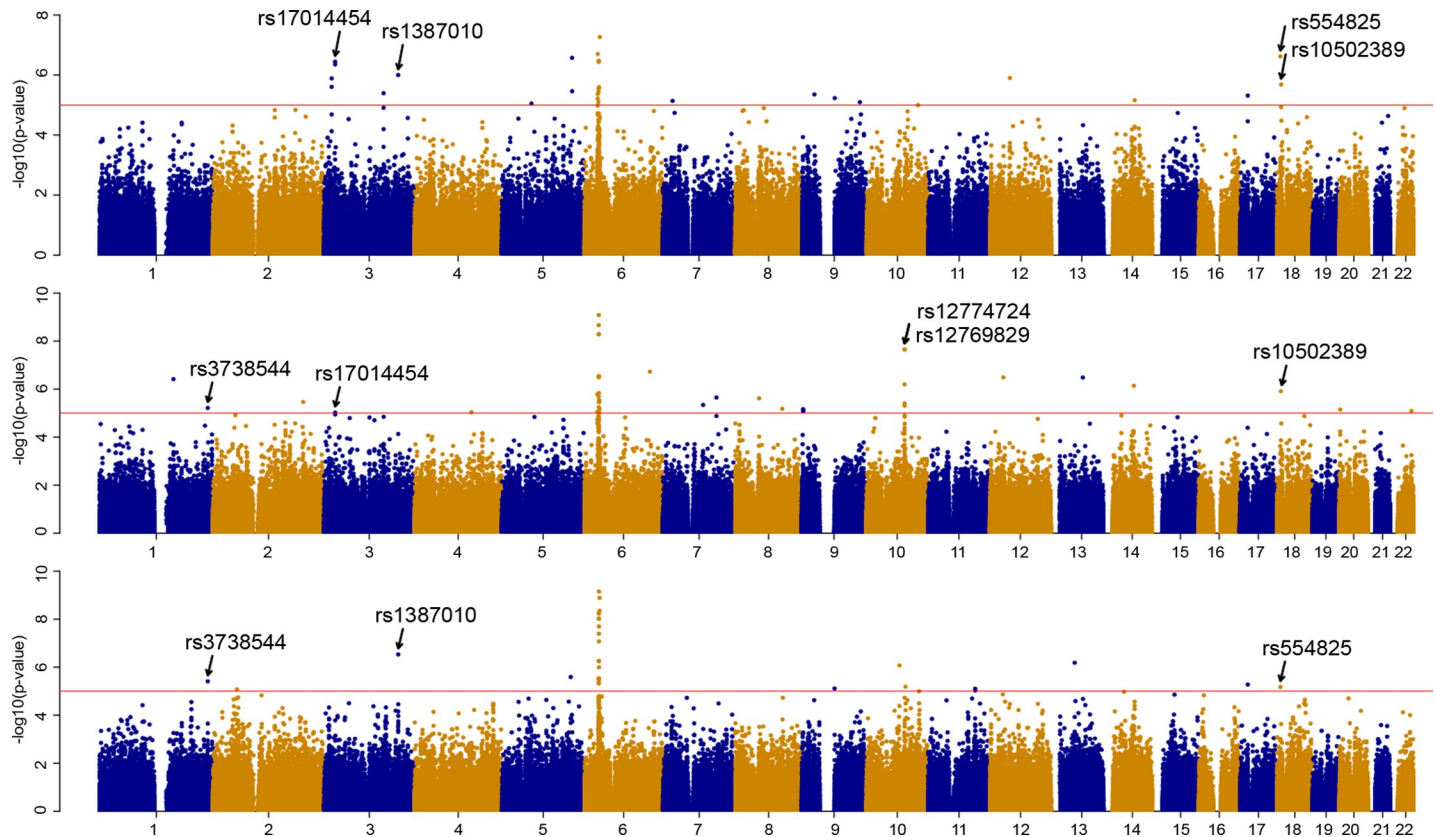 8
6
4
2
0
-log10(p-value)
rs17014454
rs1387010
rs554825
rs10502389
1 2 3 4 5 6 7 8 9 10 11 12 13 14 15 16 17 18 19 20 21 22
10
8
6
4
2
0
-log10(p-value)
rs3738544
rs17014454
rs12774724
rs12769829
rs10502389
1 2 3 4 5 6 7 8 9 10 11 12 13 14 15 16 17 18 19 20 21 22
10
8
6
4
2
0
-log10(p-value)
rs3738544
rs1387010
rs554825
1 2 3 4 5 6 7 8 9 10 11 12 13 14 15 16 17 18 19 20 21 22